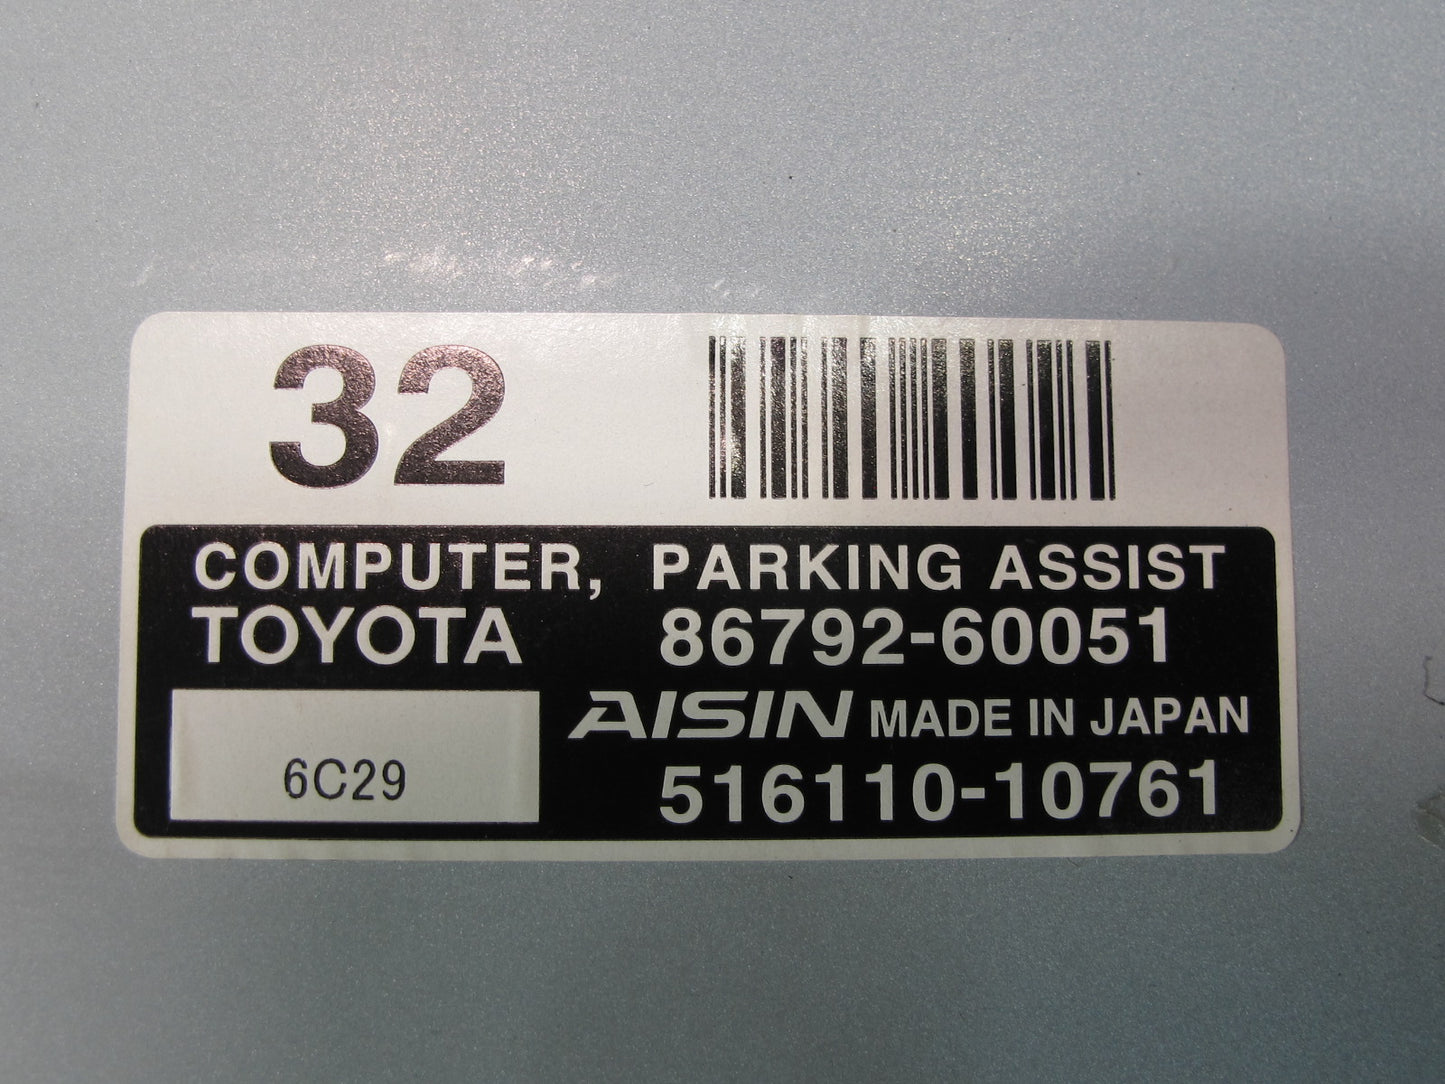 32
COMPUTER, PARKING ASSIST
TOYOTA 86792-60051
AISIN MADE IN JAPAN
6C29 516110-10761